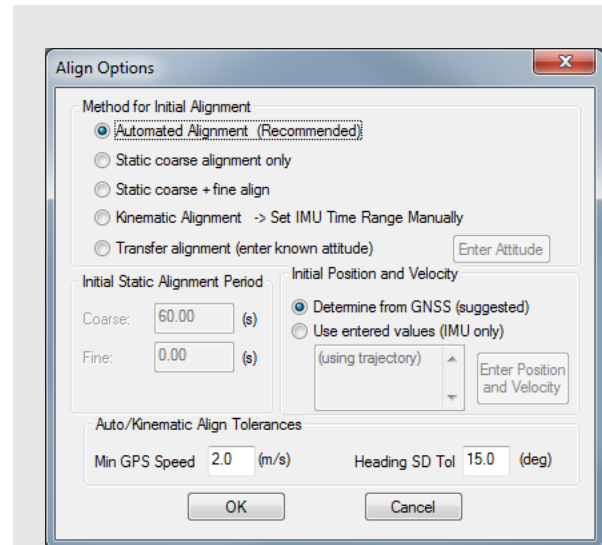 Align Options
Method for Initial Alignment
Automated Alignment (Recommended)
Static coarse alignment only
Static coarse + fine align
Kinematic Alignment -> Set IMU Time Range Manually
Transfer alignment (enter known attitude)
Enter Attitude
Initial Static Alignment Period
Coarse: 60.00 (s)
Fine: 0.00 (s)
Initial Position and Velocity
Determine from GNSS (suggested)
Use entered values (IMU only)
(using trajectory)
Enter Position
and Velocity
Auto/Kinematic Align Tolerances
Min GPS Speed 2.0 (m/s) Heading SD Tol 15.0 (deg)
OK Cancel